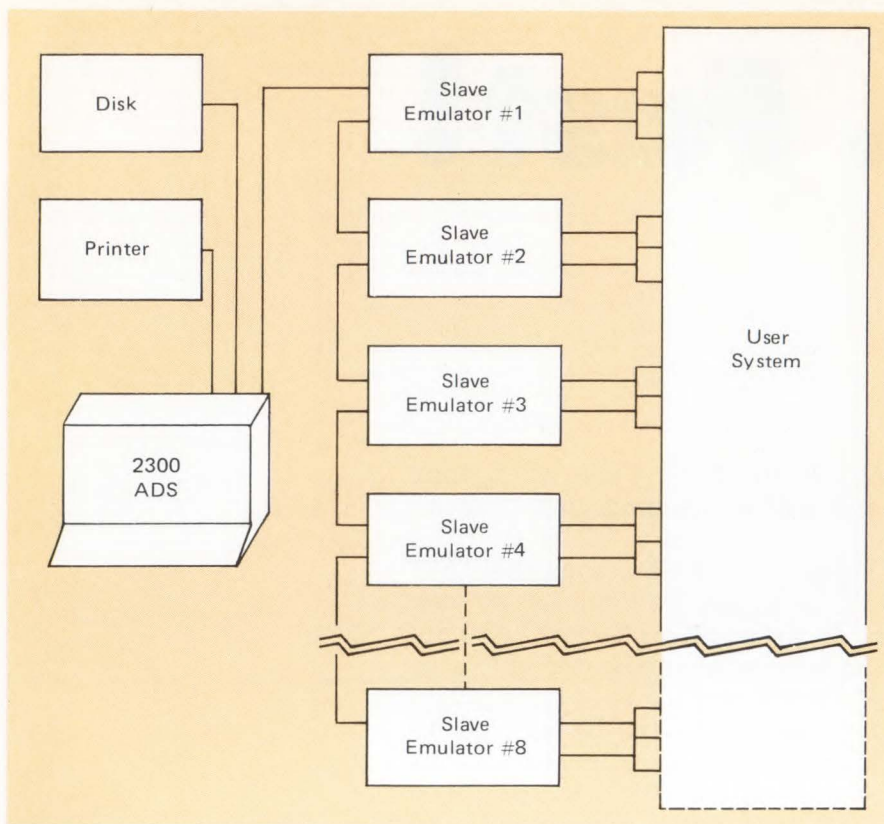 Disk
Printer
2300
ADS
Slave
Emulator #1
Slave
Emulator #2
Slave
Emulator #3
Slave
Emulator #4
Slave
Emulator #8
User
System